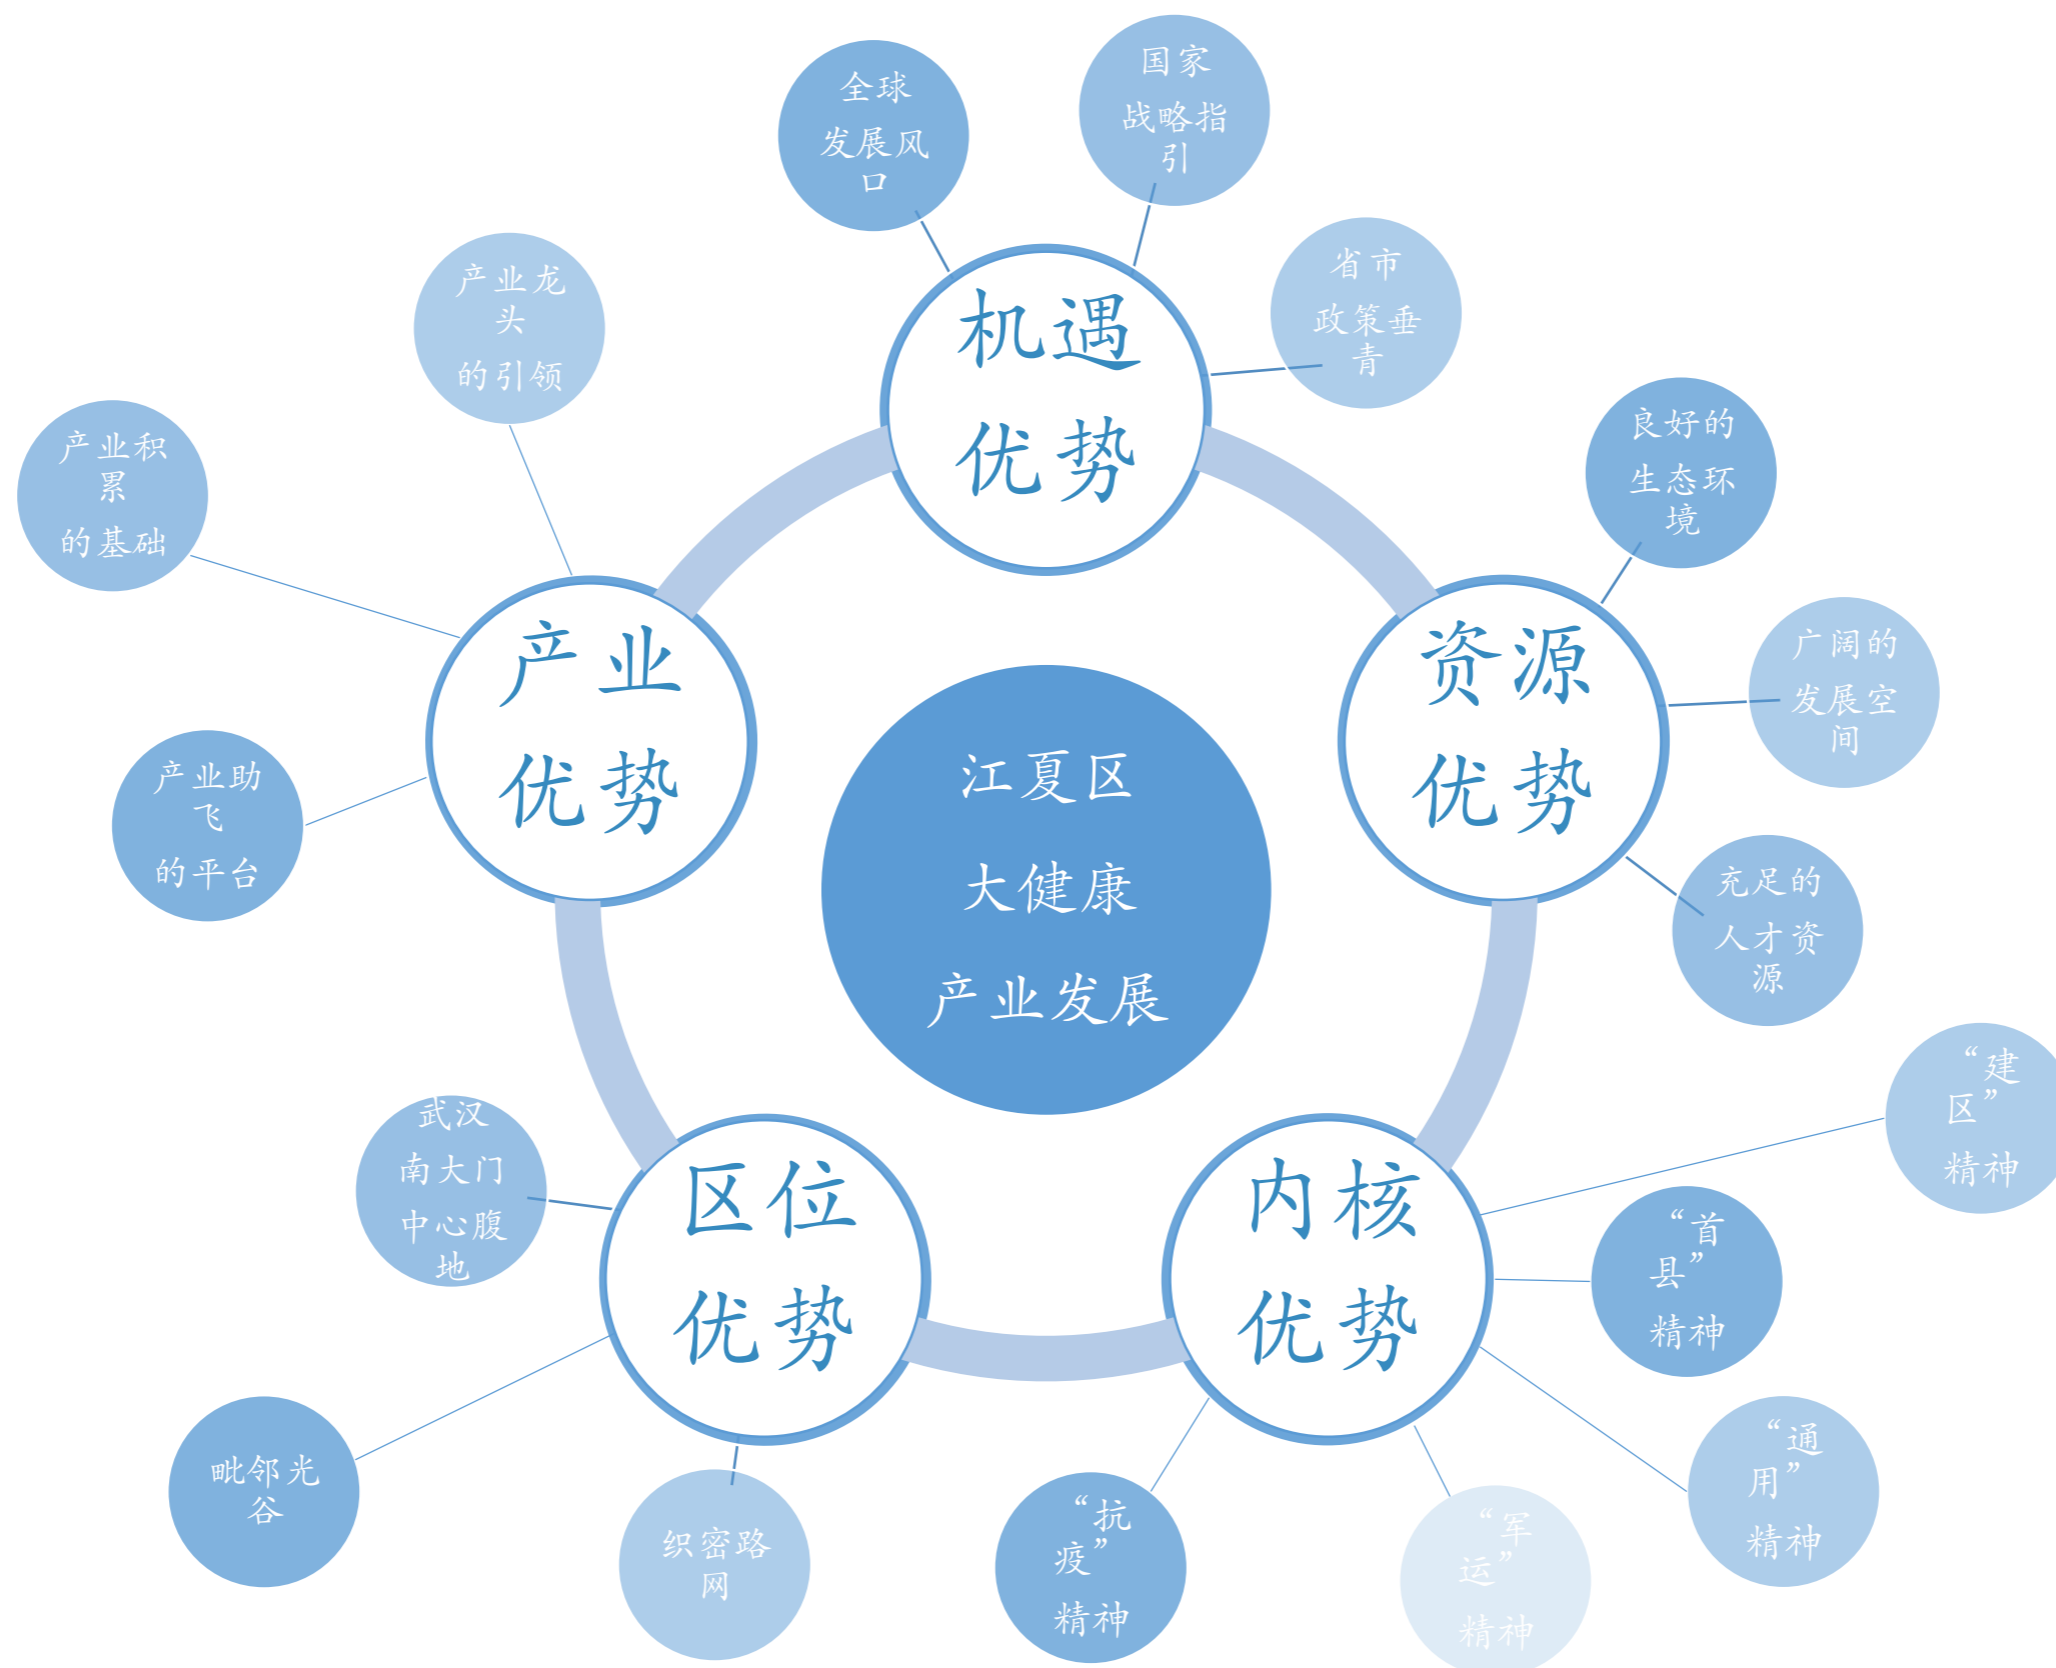 全球
发展风
口
国家
战略指
引
省市
政策垂
青
机遇
优势
产业龙
头
的引领
产业积
累
的基础
产业助
飞
的平台
产业
优势
良好的
生态环
境
广阔的
发展空
间
充足的
人才资
源
资源
优势
江夏区
大健康
产业发展
武汉
南大门
中心腹
地
毗邻光
谷
织密路
网
区位
优势
内核
优势
“建
区”
精神
“首
县”
精神
“通
用”
精神
“军
运”
精神
“抗
疫”
精神